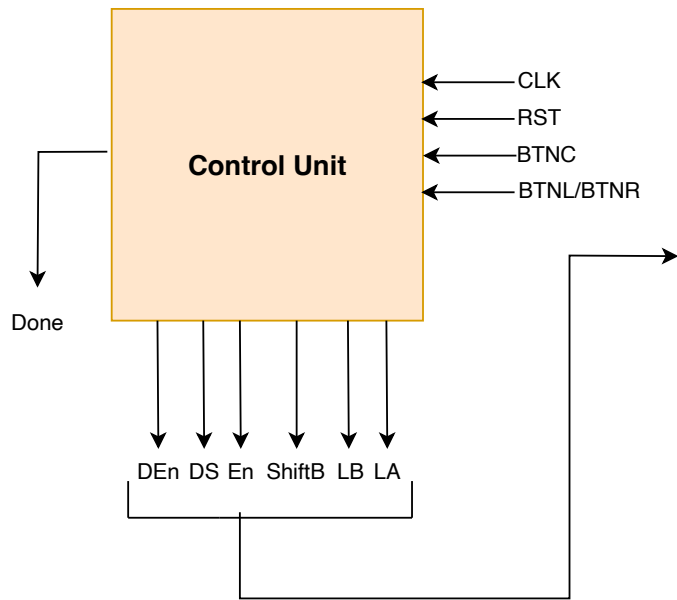 CLK
RST
BTNC
Control Unit
BTNL/BTNR
Done
DEn DS En ShiftB LB LA